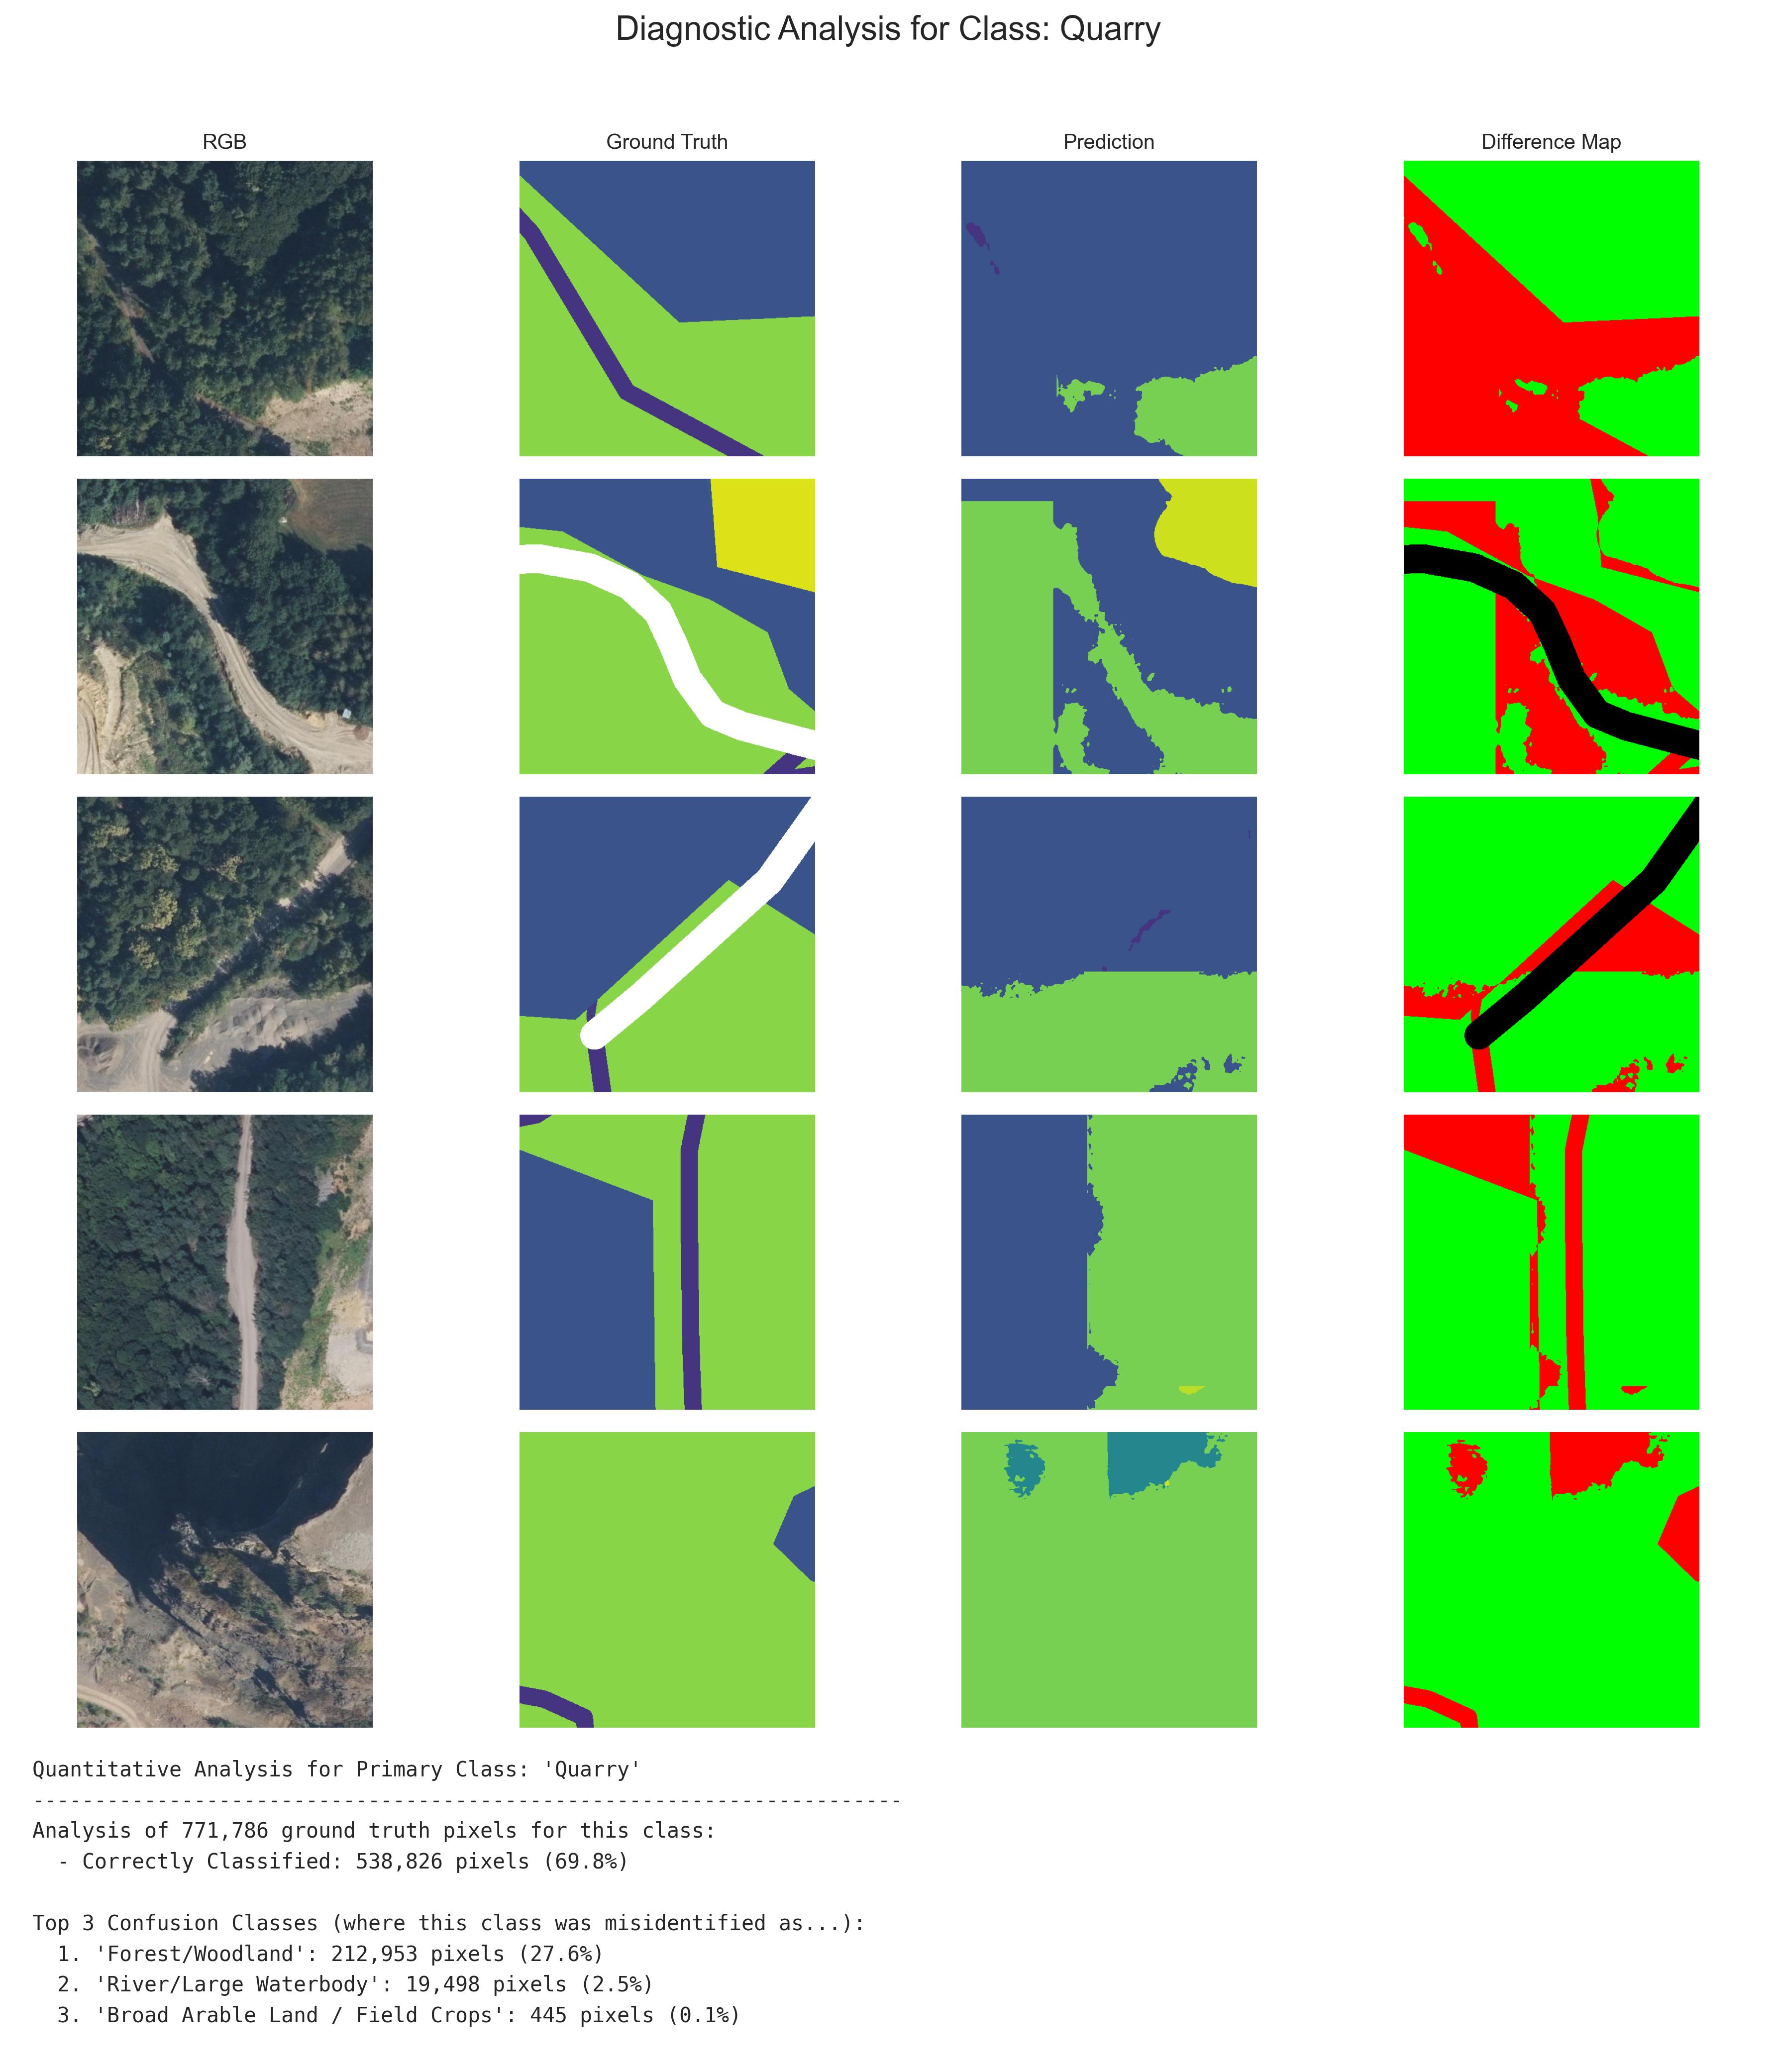 Diagnostic Analysis for Class: Quarry
RGB
Ground Truth
Prediction
Difference Map
Quantitative Analysis for Primary Class: 'Quarry'
----------------------------------------------------------------------
Analysis of 771,786 ground truth pixels for this class:
- Correctly Classified: 538,826 pixels (69.8%)
Top 3 Confusion Classes (where this class was misidentified as...):
1. 'Forest/Woodland': 212,953 pixels (27.6%)
2. 'River/Large Waterbody': 19,498 pixels (2.5%)
3. 'Broad Arable Land / Field Crops': 445 pixels (0.1%)